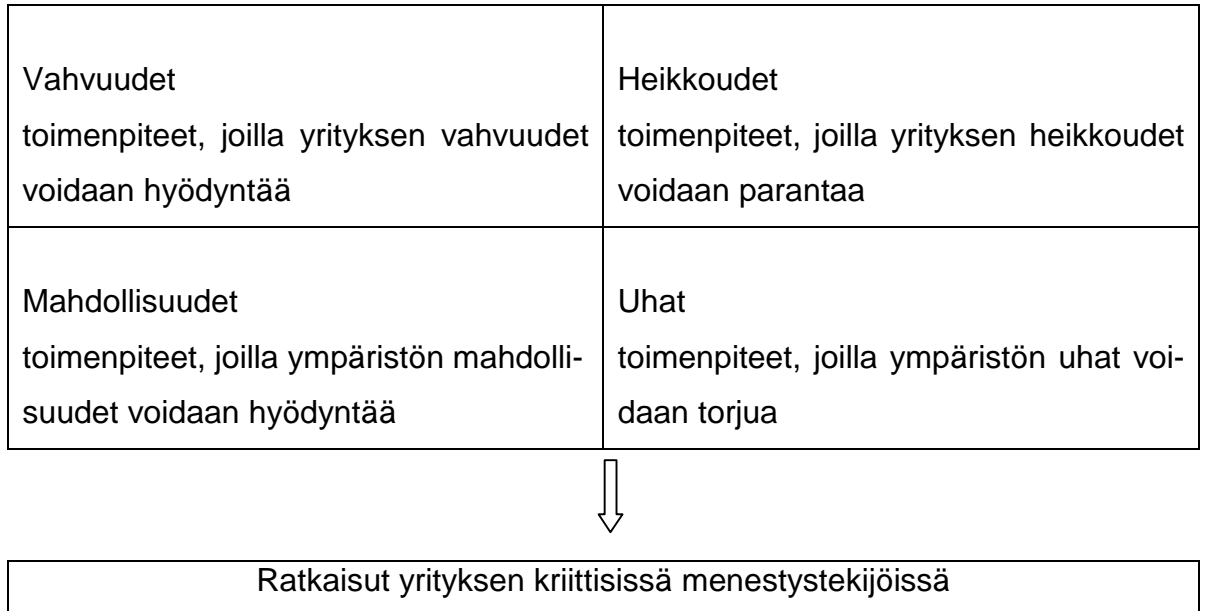 Vahvuudet
toimenpiteet, joilla yrityksen vahvuudet
voidaan hyödyntää
Heikkoudet
toimenpiteet, joilla yrityksen heikkoudet
voidaan parantaa
Mahdollisuudet
toimenpiteet, joilla ympäristön mahdolli-
suudet voidaan hyödyntää
Uhat
toimenpiteet, joilla ympäristön uhat voi-
daan torjua
Ratkaisut yrityksen kriittisissä menestystekijöissä